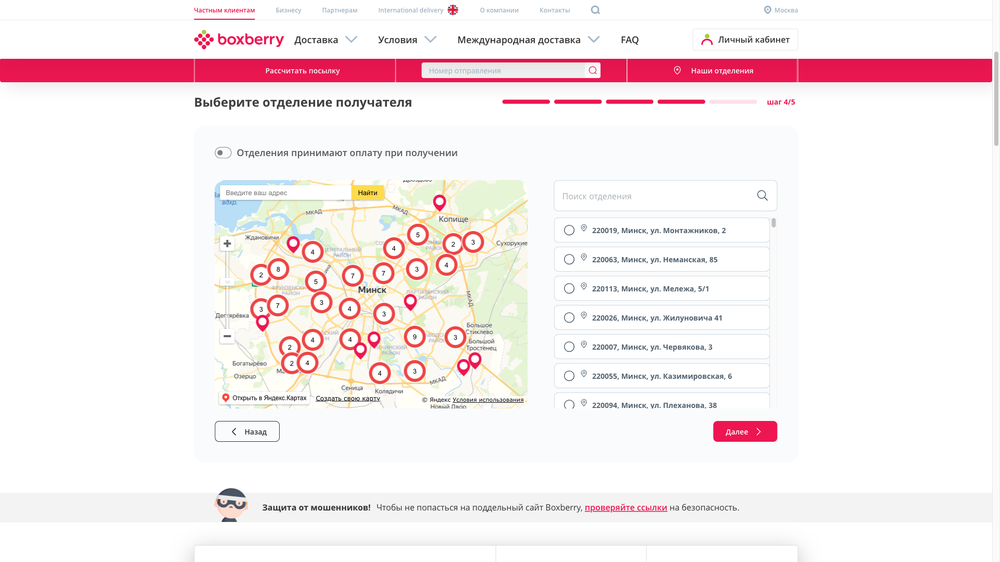 Частным клиентам Бизнесу Партнерам International delivery О компании Контакты Москва
boxberry Доставка Условия Международная доставка FAQ Личный кабинет
Рассчитать посылку Номер отправления Наши отделения
Выберите отделение получателя шаг 4/5
Отделения принимают оплату при получении
Введите ваш адрес Найти
МКАД
МКАД
Копище
Ждановичи
Сухорукие
5
4
2
3
4
2
8
3
4
5
7
7
Минск
3
4
3
3
7
МКАД
Дегтярёвка
Большое
Стиклево
Большой
Тростенец
4
4
9
3
2
2
4
4
3
Богатырёво
Озерцо
Сеница
Колядичи
МКАД
Открыть в Яндекс.Картах Создать свою карту © Яндекс Условия использования
Новый Двор
Поиск отделения
220019, Минск, ул. Монтажников, 2
220063, Минск, ул. Неманская, 85
220113, Минск, ул. Мележа, 5/1
220026, Минск, ул. Жилуновича 41
220007, Минск, ул. Червякова, 3
220055, Минск, ул. Казимировская, 6
220094, Минск, ул. Плеханова, 38
Назад Далее
Защита от мошенников! Чтобы не попасться на поддельный сайт Boxberry, проверяйте ссылки на безопасность.